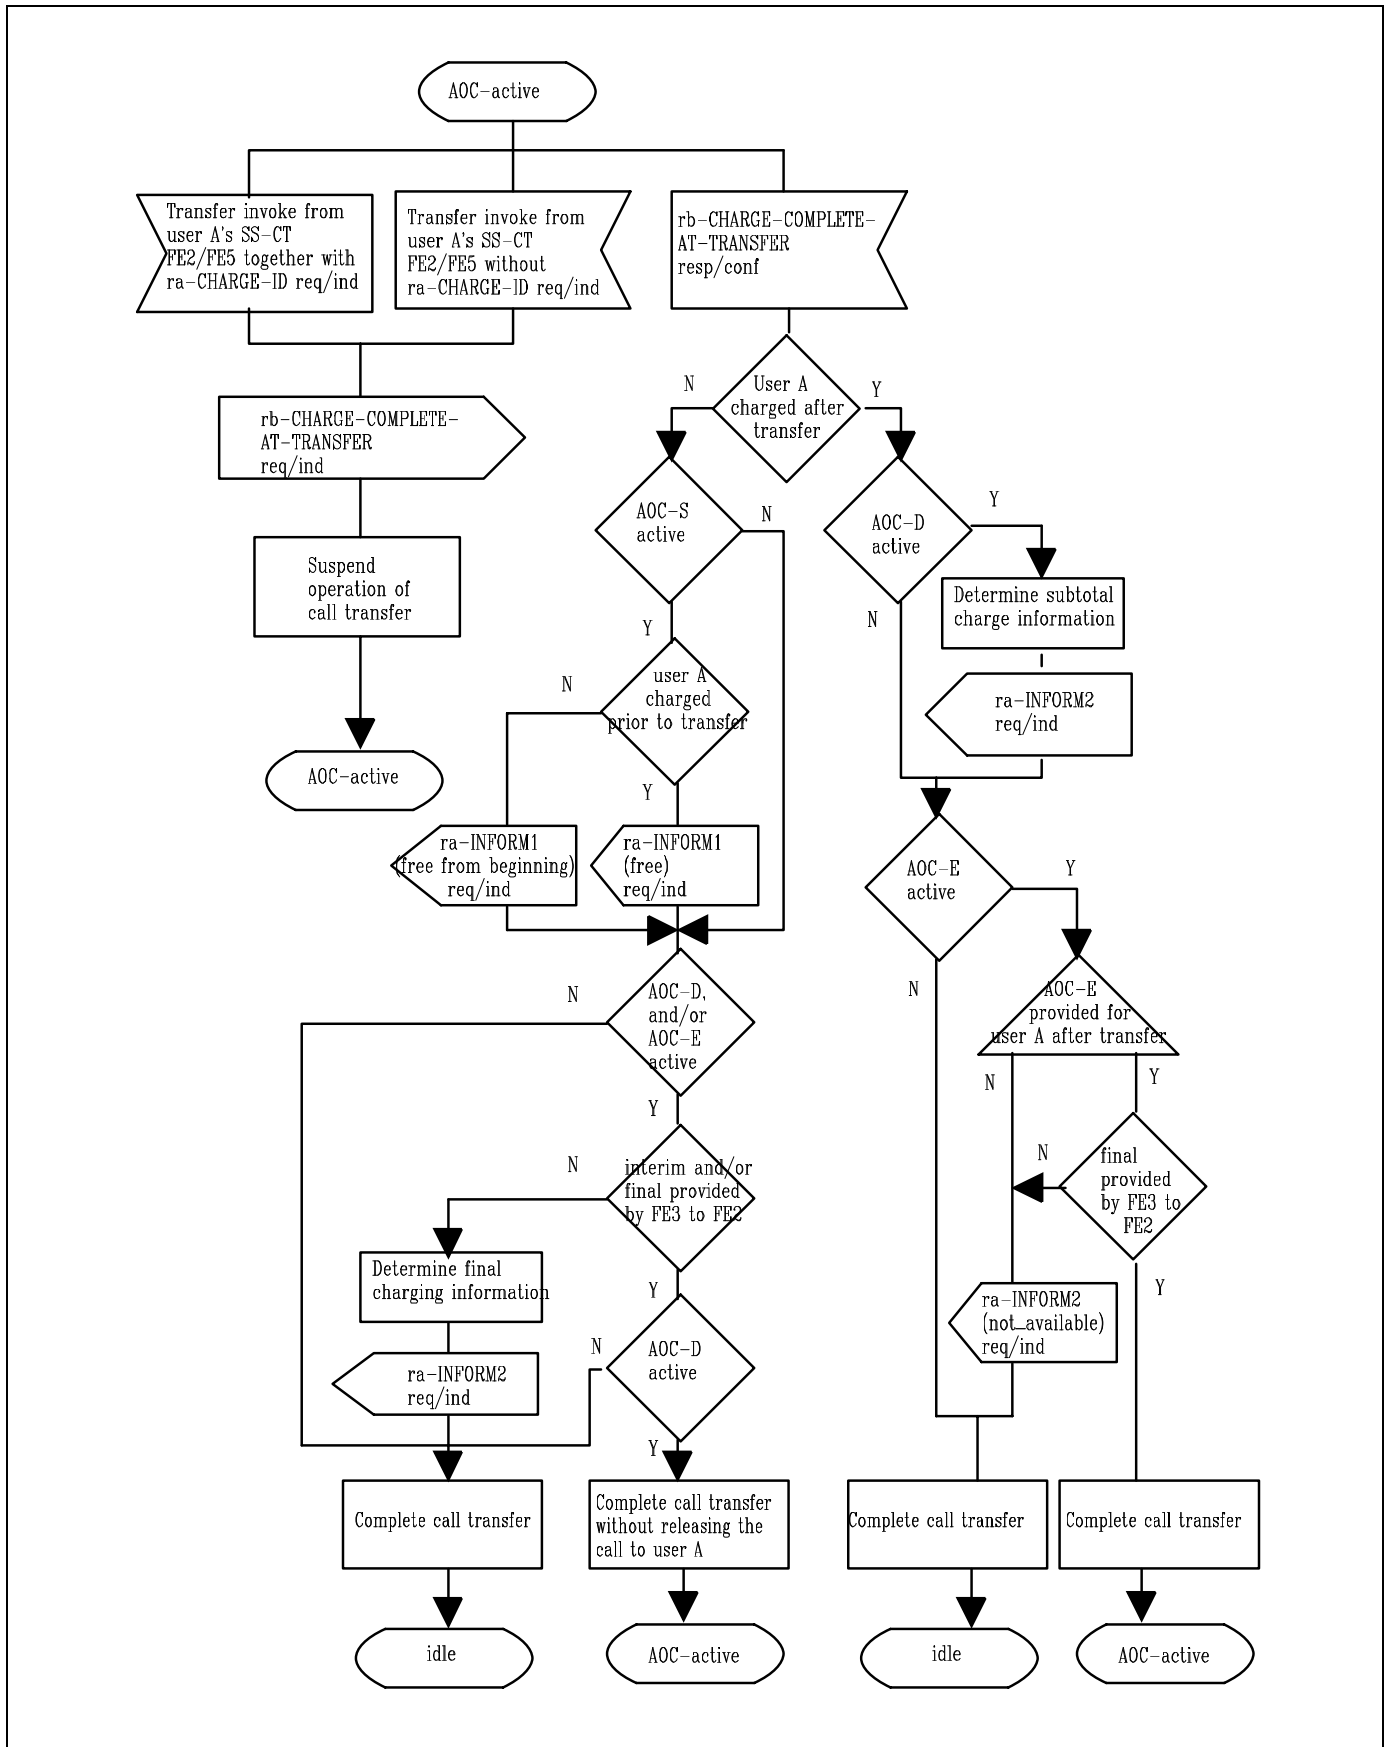 AOC-active
Transfer invoke from
user A's SS-CT
FE2/FE5 together with
ra-CHARGE-ID req/ind
Transfer invoke from
user A's SS-CT
FE2/FE5 without
ra-CHARGE-ID req/ind
rb-CHARGE-COMPLETE-
AT-TRANSFER
resp/conf
rb-CHARGE-COMPLETE-
AT-TRANSFER
req/ind
Suspend
operation of
call transfer
AOC-active
N
User A
charged after
transfer
Y
AOC-S
active
N
Y
N
user A
charged
prior to transfer
Y
ra-INFORM1
(free from beginning)
req/ind
ra-INFORM1
(free)
req/ind
N
AOC-D,
and/or
AOC-E
active
Y
N
interim and/or
final provided
by FE3 to FE2
Y
Determine final
charging information
ra-INFORM2
req/ind
N
AOC-D
active
Y
Complete call transfer
idle
Complete call transfer
without releasing the
call to user A
AOC-active
AOC-D
active
Y
N
Determine subtotal
charge information
ra-INFORM2
req/ind
AOC-E
active
Y
N
AOC-E
provided for
user A after transfer
N
Y
N
final
provided
by FE3 to
FE2
Y
ra-INFORM2
(not_available)
req/ind
Complete call transfer
idle
Complete call transfer
AOC-active